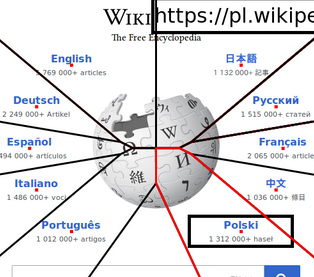 WIKI https://pl.wikipe
The Free Encyclopedia
English
769 000+ articles
日本語
1 132 000+ 記事
Deutsch
2 249 000+ Artikel
Русский
1 515 000+ статей
Español
494 000+ artículos
Français
2 065 000+ article
Italiano
1 486 000+ voci
中文
1 036 000+ 條目
Português
1 012 000+ artigos
Polski
1 312 000+ haseł
Ω
W
И
維